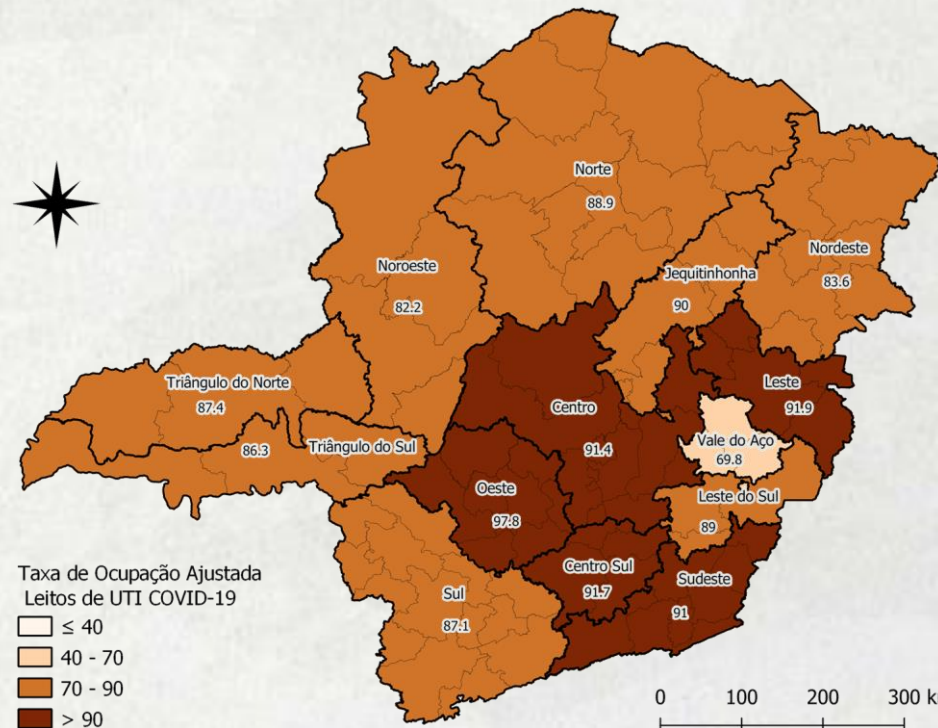 Norte
88.9
Nordeste
83.6
Jequitinhonha
90
Noroeste
82.2
Triângulo do Norte
87.4
86.3
Triângulo do Sul
Centro
91.4
Leste
91.9
Vale do Aço
69.8
Oeste
97.8
Leste do Sul
89
Centro Sul
91.7
Sudeste
91
Sul
87.1
Taxa de Ocupação Ajustada
Leitos de UTI COVID-19
≤ 40
40 - 70
70 - 90
> 90
0 100 200 300 k